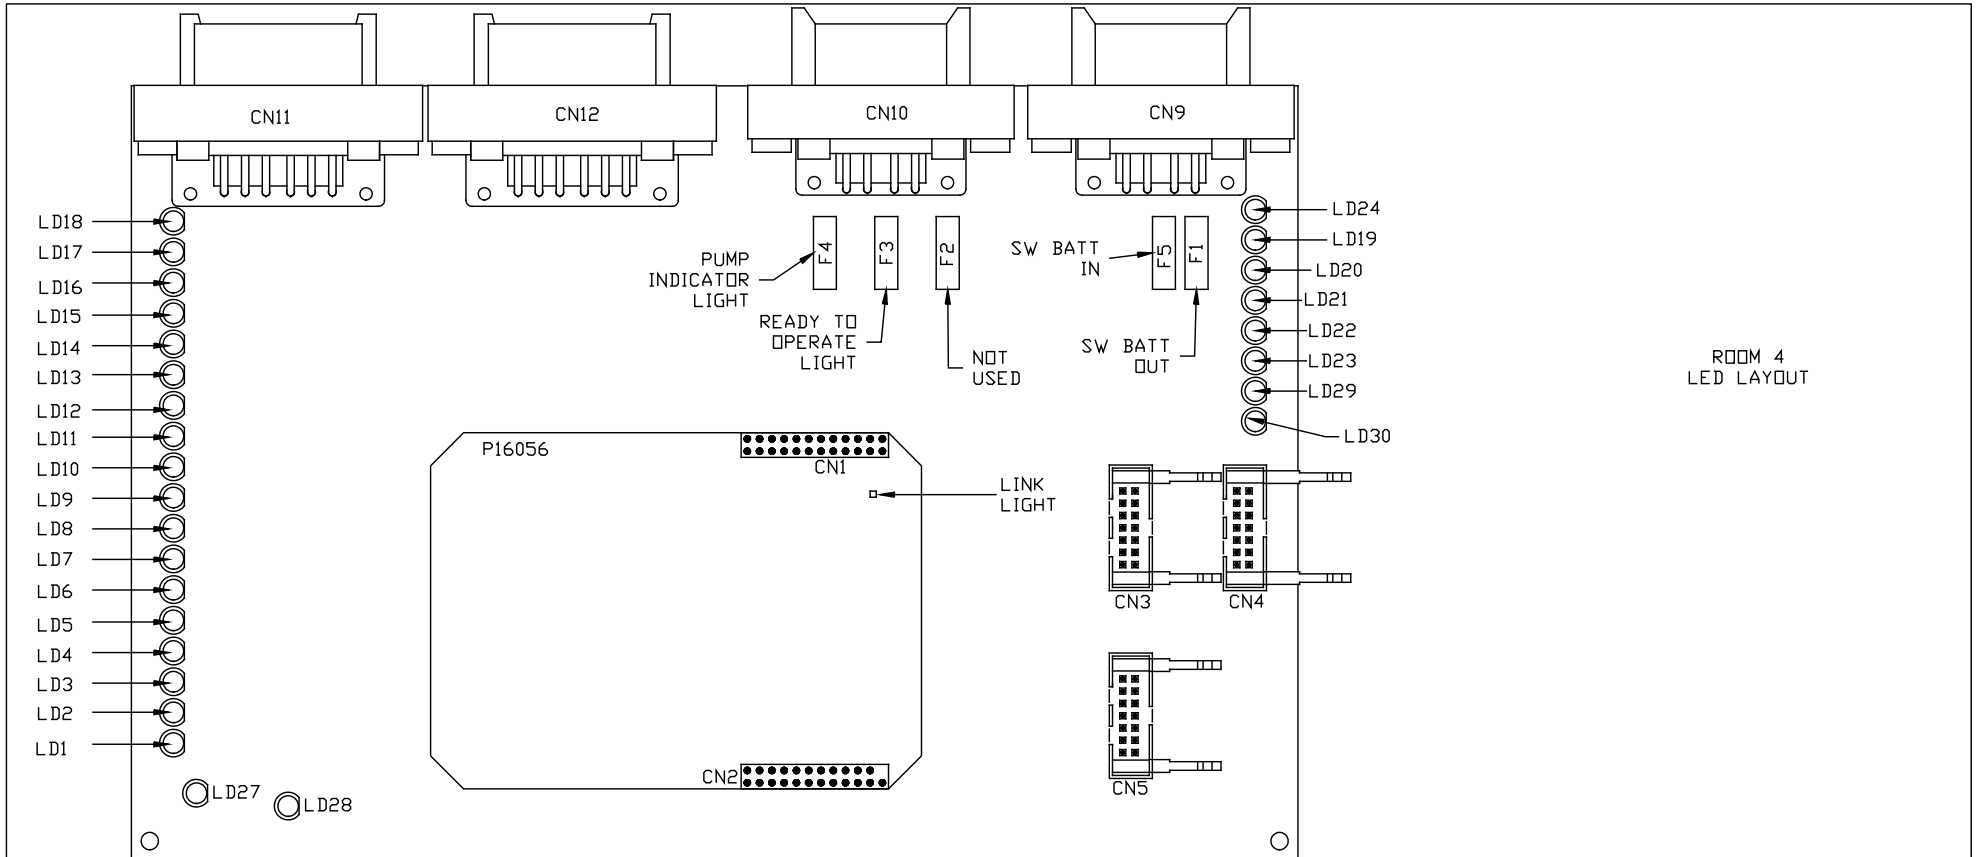 CN11
CN12
CN10
CN9
LD18
LD17
LD16
LD15
LD14
LD13
LD12
LD11
LD10
LD9
LD8
LD7
LD6
LD5
LD4
LD3
LD2
LD1
LD27
LD28
F4
F3
F2
F5
F1
PUMP
INDICATOR
LIGHT
READY TO
OPERATE
LIGHT
NOT
USED
SW BATT
IN
SW BATT
OUT
LD24
LD19
LD20
LD21
LD22
LD23
LD29
LD30
P16056
CN1
LINK
LIGHT
CN2
CN3
CN4
CN5
ROOM 4
LED LAYOUT